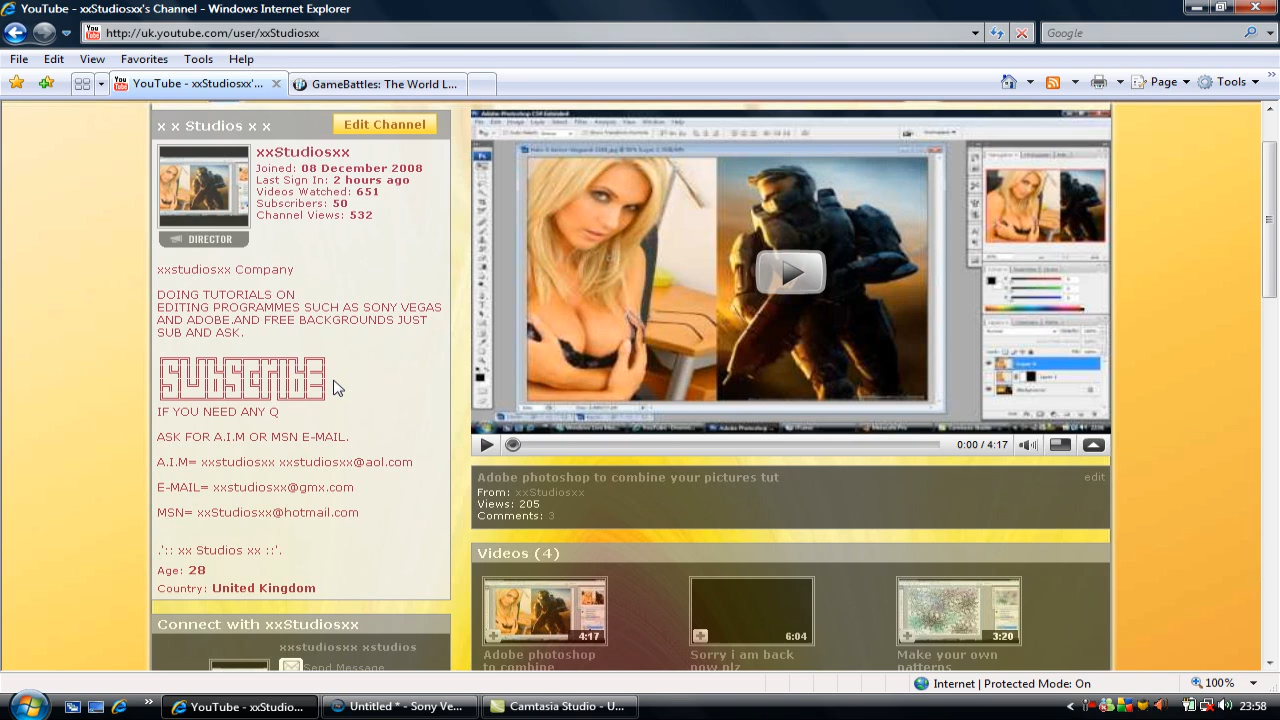 YouTube - xxStudiosxx's Channel - Windows Internet Explorer
http://uk.youtube.com/user/xxStudiosxx
Google
File Edit View Favorites Tools Help
YouTube - xxStudiosxx'...
GameBattles: The World L...
Page
Tools
x x Studios x x
Edit Channel
xxStudiosxx
Joined: 08 December 2008
Last Sign In: 2 hours ago
Videos Watched: 651
Subscribers: 50
Channel Views: 532
DIRECTOR
xxstudiosxx Company
DOING TUTORIALS ON
EDITING PROGRAMMES SACH AS SONY VEGAS
AND ADOBE AND FREE BACKGROUNDS JUST
SUB AND ASK.
IF YOU NEED ANY Q
ASK FOR A.I.M OR MSN E-MAIL.
A.I.M= xxstudiosxx xxstudiosxx@aol.com
E-MAIL= xxstudiosxx@gmx.com
MSN= xxStudiosxx@hotmail.com
.':: xx Studios xx ::'.
Age: 28
Country: United Kingdom
Connect with xxStudiosxx
xxstudiosxx xstudios
Send Message
0:00 / 4:17
Adobe photoshop to combine your pictures tut
edit
From: xxStudiosxx
Views: 205
Comments: 3
Videos (4)
4:17
6:04
3:20
Adobe photoshop
to combine
Sorry i am back
now plz
Make your own
patterns
Internet | Protected Mode: On
100%
YouTube - xxStudio...
Untitled * - Sony Ve...
Camtasia Studio - U...
23:58